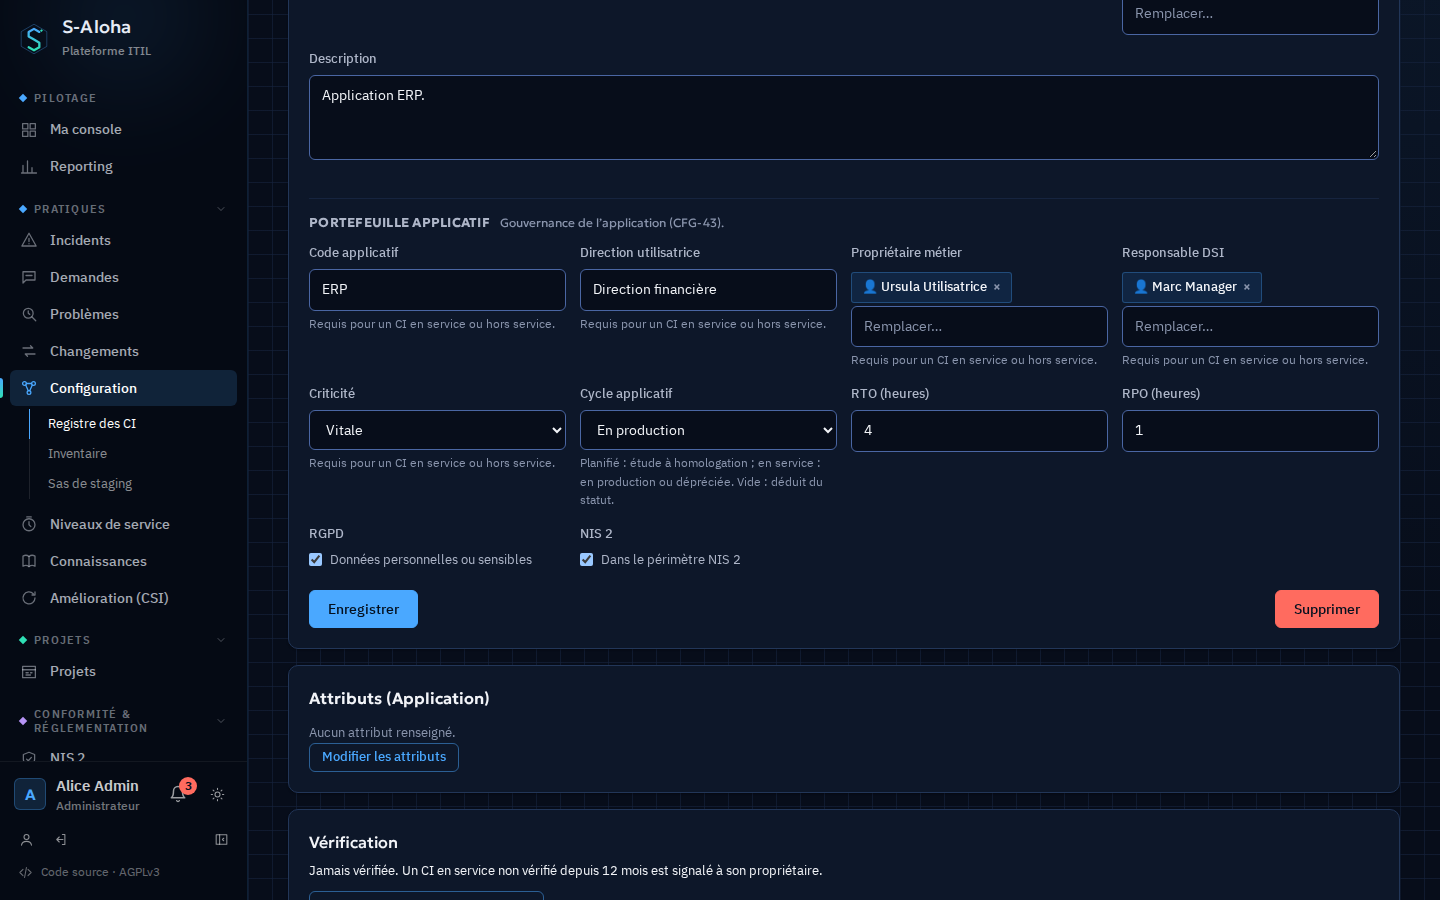 S-Aloha
Plateforme ITIL
PILOTAGE
Ma console
Reporting
PRATIQUES
Incidents
Demandes
Problèmes
Changements
Configuration
Registre des CI
Inventaire
Sas de staging
Niveaux de service
Connaissances
Amélioration (CSI)
PROJETS
Projets
CONFORMITÉ &
RÉGLEMENTATION
NIS 2
A
Alice Admin
Administrateur
3
Code source · AGPLv3
Remplacer…
Description
Application ERP.
PORTEFEUILLE APPLICATIF Gouvernance de l’application (CFG-43).
Code applicatif
ERP
Requis pour un CI en service ou hors service.
Direction utilisatrice
Direction financière
Requis pour un CI en service ou hors service.
Propriétaire métier
Ursula Utilisatrice ×
Remplacer…
Requis pour un CI en service ou hors service.
Responsable DSI
Marc Manager ×
Remplacer…
Requis pour un CI en service ou hors service.
Criticité
Vitale
Requis pour un CI en service ou hors service.
Cycle applicatif
En production
Planifié : étude à homologation ; en service :
en production ou dépréciée. Vide : déduit du
statut.
RTO (heures)
4
RPO (heures)
1
RGPD
Données personnelles ou sensibles
NIS 2
Dans le périmètre NIS 2
Enregistrer
Supprimer
Attributs (Application)
Aucun attribut renseigné.
Modifier les attributs
Vérification
Jamais vérifiée. Un CI en service non vérifié depuis 12 mois est signalé à son propriétaire.